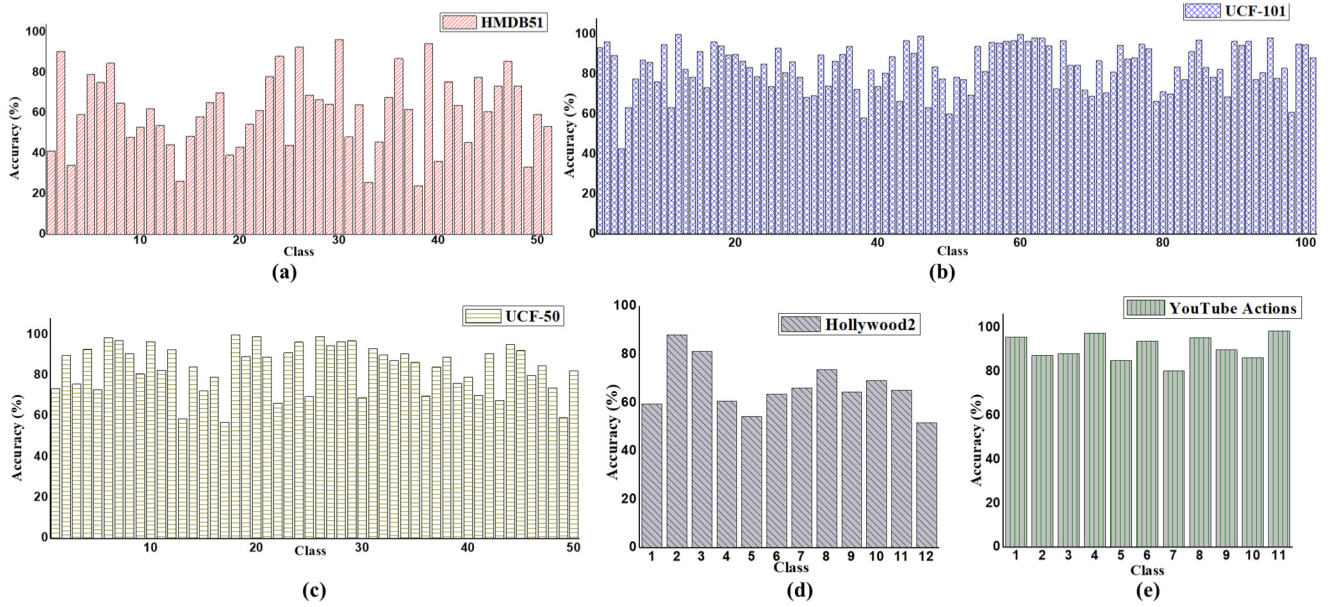 HMDB51
Accuracy (%)
100
80
60
40
20
0
10 20 30 40 50
Class
(a)
UCF-101
Accuracy (%)
100
80
60
40
20
0
20 40 60 80 100
Class
(b)
UCF-50
Accuracy (%)
100
80
60
40
20
0
10 20 30 40 50
Class
(c)
Hollywood2
Accuracy (%)
100
80
60
40
20
0
1 2 3 4 5 6 7 8 9 10 11 12
Class
(d)
YouTube Actions
Accuracy (%)
100
80
60
40
20
0
1 2 3 4 5 6 7 8 9 10 11
Class
(e)